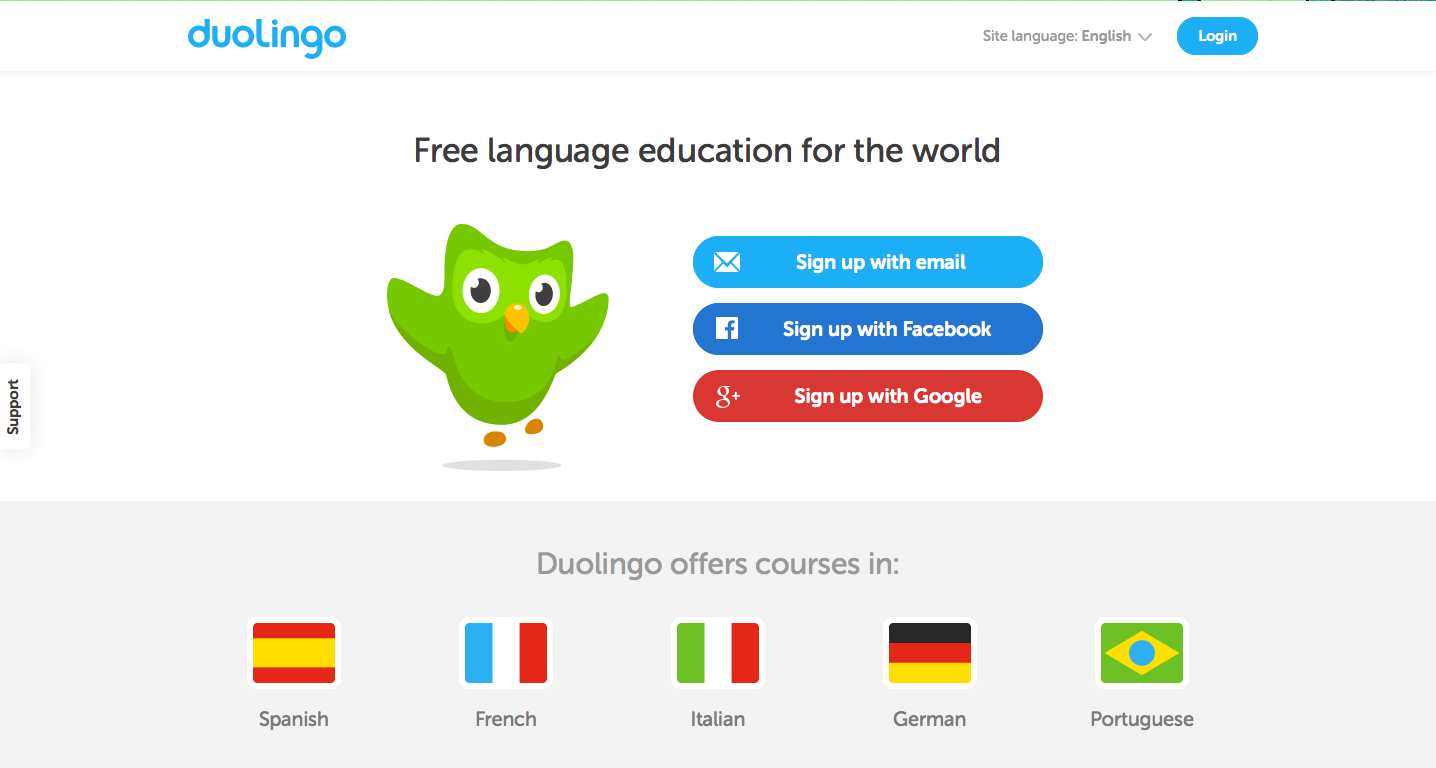 duolingo
Site language: English
Login
Free language education for the world
Sign up with email
Sign up with Facebook
g+ Sign up with Google
Support
Duolingo offers courses in:
Spanish
French
Italian
German
Portuguese